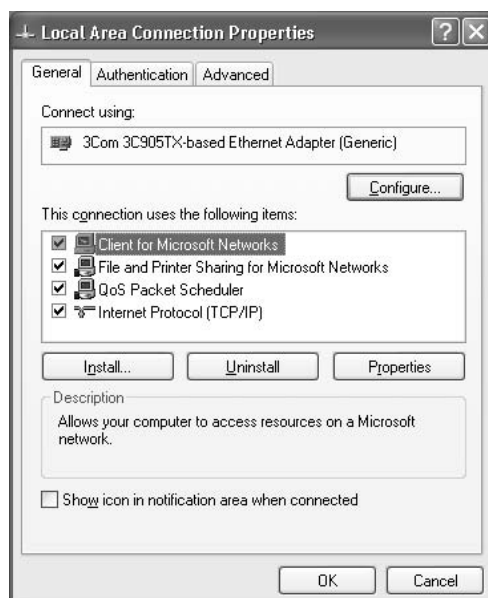 Local Area Connection Properties
General Authentication Advanced
Connect using:
3Com 3C905TX-based Ethernet Adapter (Generic)
Configure...
This connection uses the following items:
Client for Microsoft Networks
File and Printer Sharing for Microsoft Networks
QoS Packet Scheduler
Internet Protocol (TCP/IP)
Install... Uninstall Properties
Description
Allows your computer to access resources on a Microsoft
network.
Show icon in notification area when connected
OK Cancel